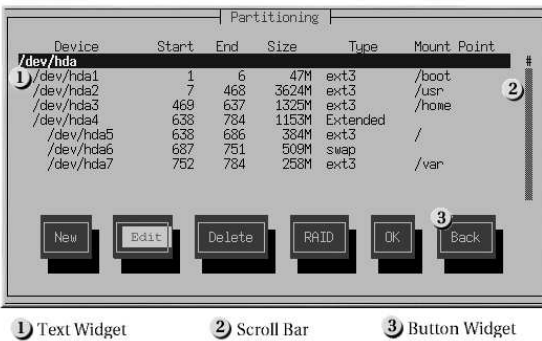 Partitioning
Device Start End Size Type Mount Point
/dev/hda #
/dev/hda1 1 6 47M ext3 /boot
/dev/hda2 7 468 3624M ext3 /usr
/dev/hda3 469 637 1325M ext3 /home
/dev/hda4 638 784 1153M Extended
/dev/hda5 638 686 384M ext3 /
/dev/hda6 687 751 509M swap
/dev/hda7 752 784 258M ext3 /var
1
2
3
New Edit Delete RAID OK Back
1 Text Widget 2 Scroll Bar 3 Button Widget